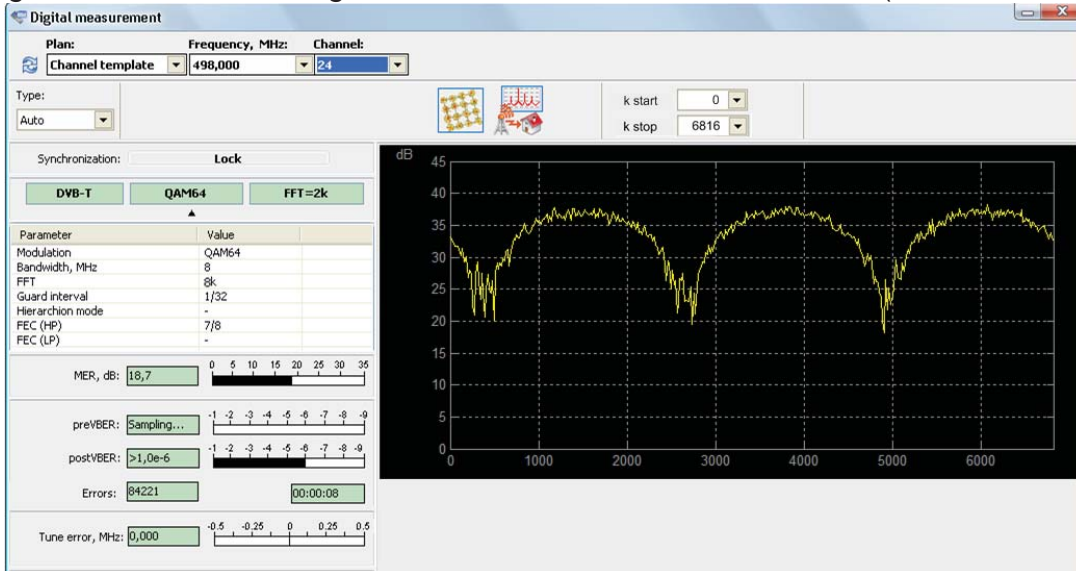 Digital measurement
Plan: Frequency, MHz: Channel:
Channel template 498,000 24
Type:
Auto
k start 0
k stop 6816
Synchronization: Lock
DVB-T QAM64 FFT=2k
Parameter Value
Modulation QAM64
Bandwidth, MHz 8
FFT 8k
Guard interval 1/32
Hierarchion mode -
FEC (HP) 7/8
FEC (LP) -
MER, dB: 18,7 0 5 10 15 20 25 30 35
preVBER: Sampling... -1 -2 -3 -4 -5 -6 -7 -8 -9
postVBER: >1,0e-6 -1 -2 -3 -4 -5 -6 -7 -8 -9
Errors: 84221 00:00:08
Tune error, MHz: 0,000 -0.5 -0.25 0 0.25 0.5
dB
45
40
35
30
25
20
15
10
5
0
0 1000 2000 3000 4000 5000 6000